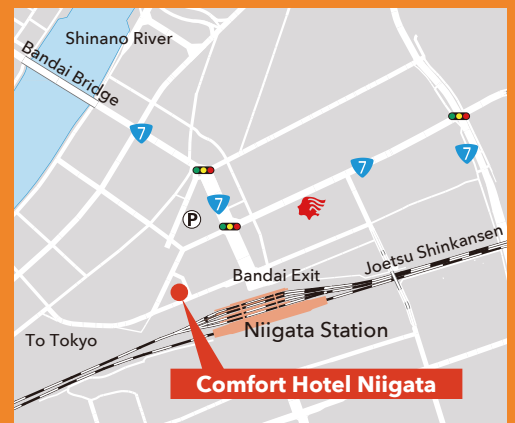 Shinano River
Bandai Bridge
7
7
7
7
P
Bandai Exit
Joetsu Shinkansen
Niigata Station
To Tokyo
Comfort Hotel Niigata